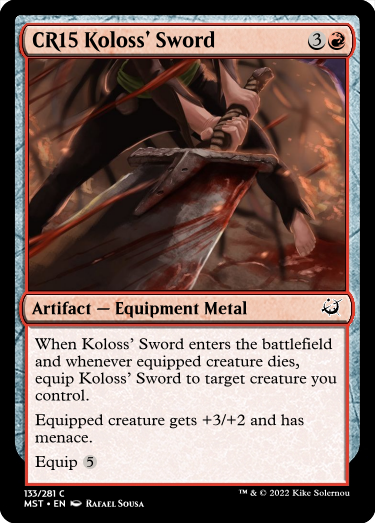 CR15 Koloss' Sword 3
Artifact — Equipment Metal
When Koloss' Sword enters the battlefield
and whenever equipped creature dies,
equip Koloss' Sword to target creature you
control.
Equipped creature gets +3/+2 and has
menace.
Equip 5
133/281 C
MST • EN Rafael Sousa
™ & © 2022 Kike Solernou